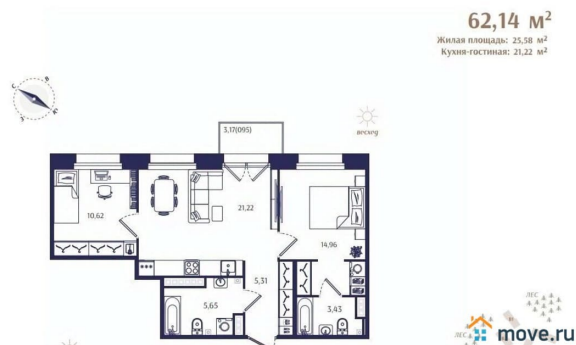 62,14 м²
Жилая площадь: 25,58 м²
Кухня-гостиная: 21,22 м²
С В
З Ю
3,17(095)
восход
10,62
21,22
14,96
5,31
5,65
3,43
ЛЕС
ЛЕС
move.ru